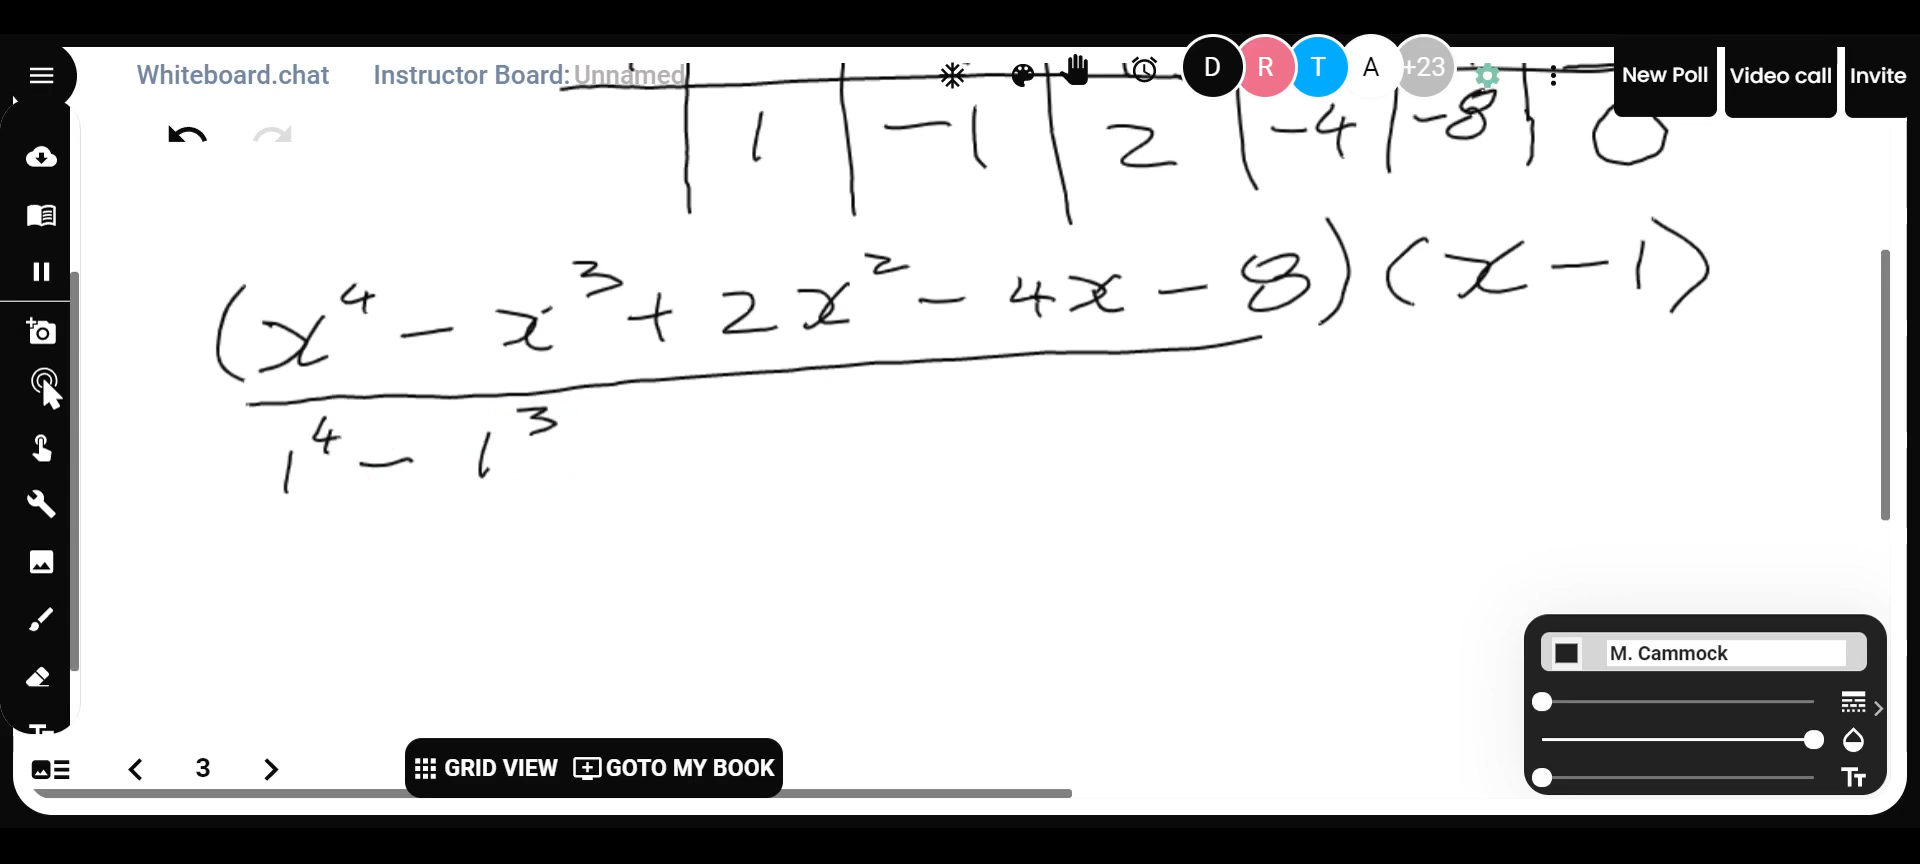 Whiteboard.chat Instructor Board: Unnamed D R T A +23 New Poll Video call Invite
1 | -1 | 2 | -4 | -8 | 0
(x⁴ - x³ + 2x² - 4x - 8)(x - 1)
1⁴ - 1³
M. Cammock
3 GRID VIEW GOTO MY BOOK